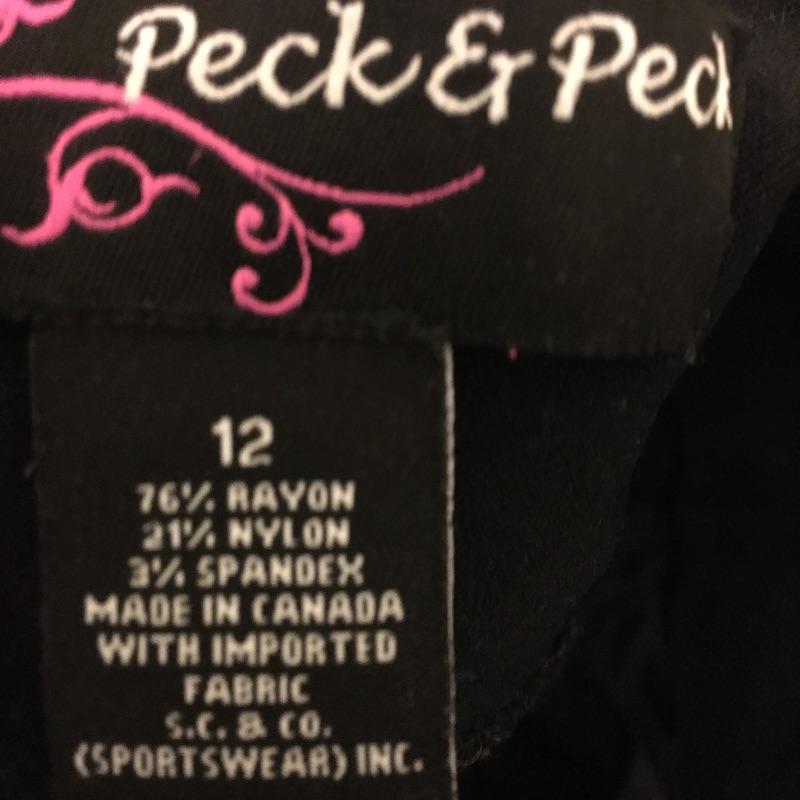 Peck & Peck
12
76% RAYON
21% NYLON
3% SPANDEX
MADE IN CANADA
WITH IMPORTED
FABRIC
S.C. & CO.
(SPORTSWEAR) INC.